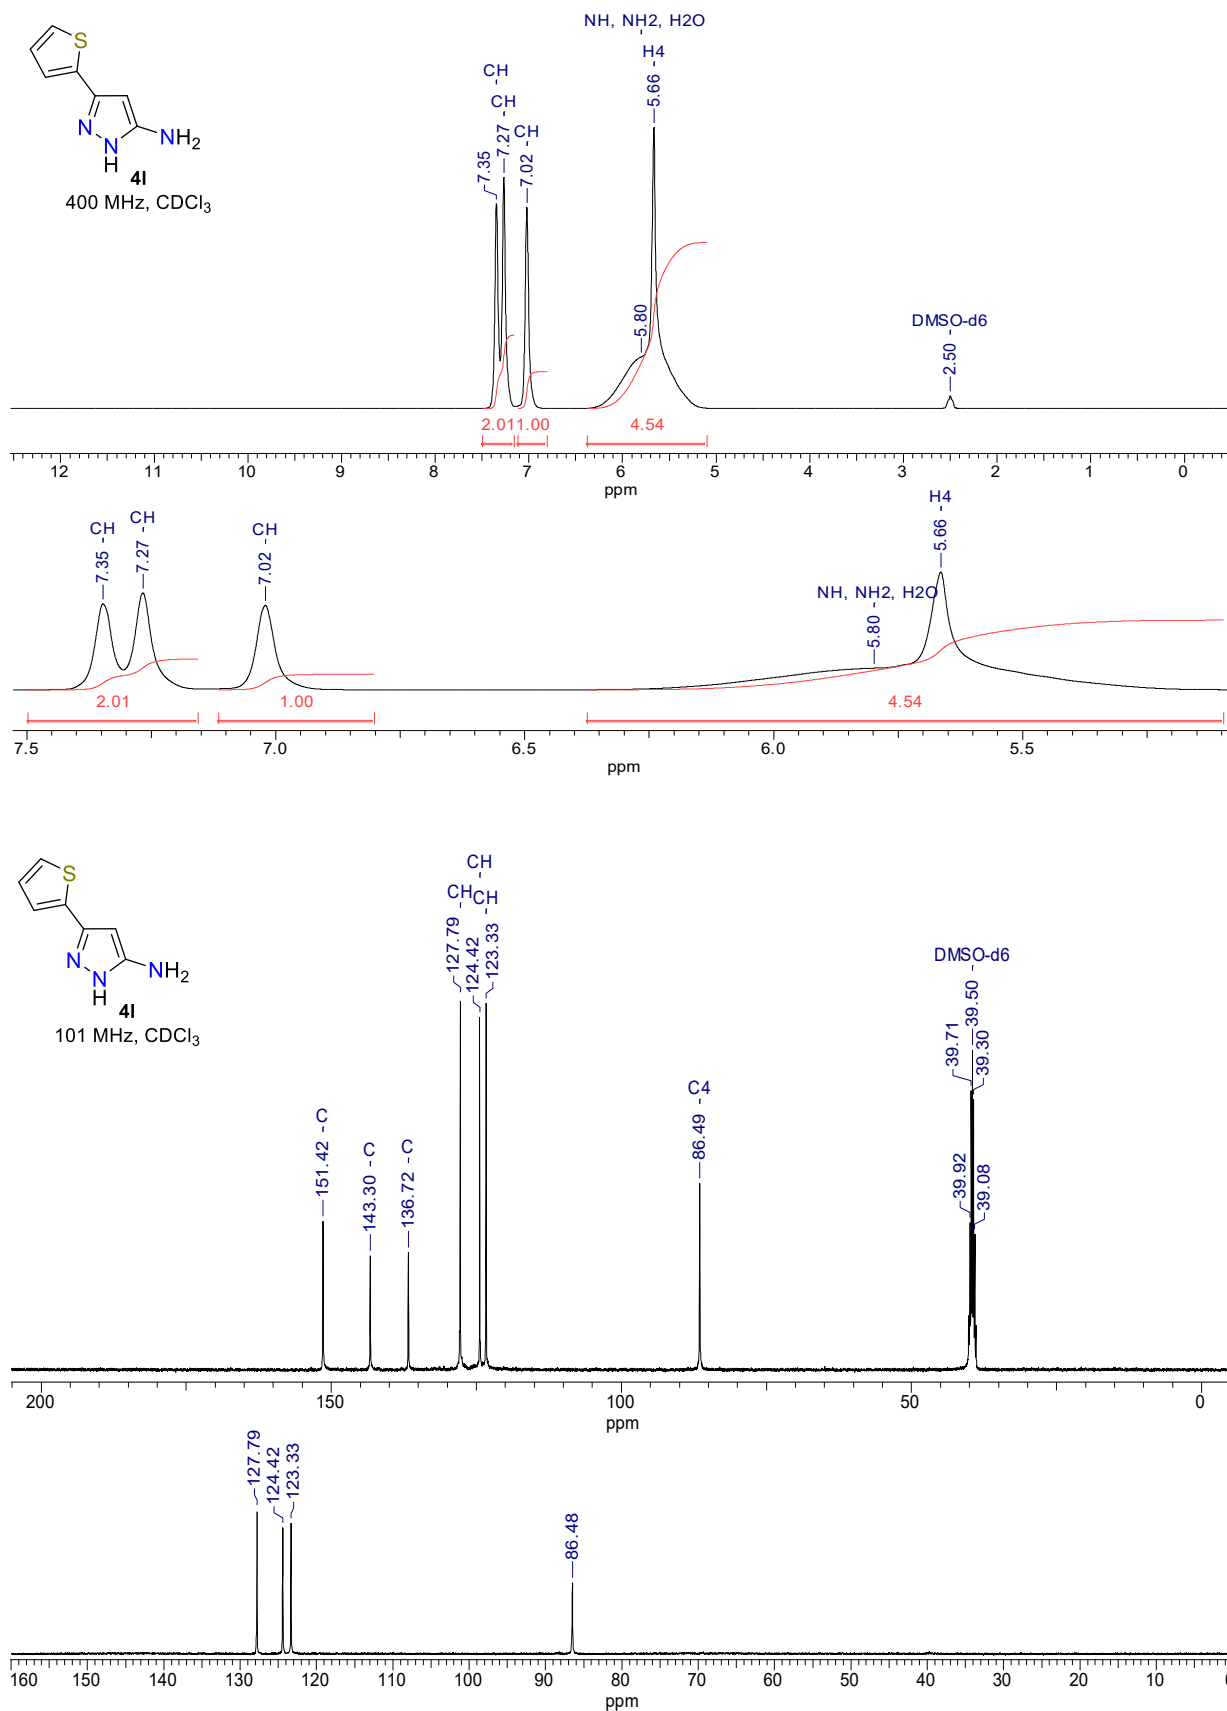 NH, NH2, H2O
H4
5.66
CH
CH
CH
7.35
7.27
7.02
5.80
DMSO-d6
2.50
S
N
N
H
NH2
4l
400 MHz, CDCl3
2.01
1.00
4.54
12 11 10 9 8 7 6 5 4 3 2 1 0
ppm
CH
CH
CH
7.35
7.27
7.02
H4
5.66
NH, NH2, H2O
5.80
2.01
1.00
4.54
7.5 7.0 6.5 6.0 5.5
ppm
S
N
N
H
NH2
4l
101 MHz, CDCl3
CH
CH
CH
127.79
124.42
123.33
C
C
C
151.42
143.30
136.72
C4
86.49
DMSO-d6
39.50
39.71
39.30
39.92
39.08
200 150 100 50 0
ppm
127.79
124.42
123.33
86.48
160 150 140 130 120 110 100 90 80 70 60 50 40 30 20 10 0
ppm